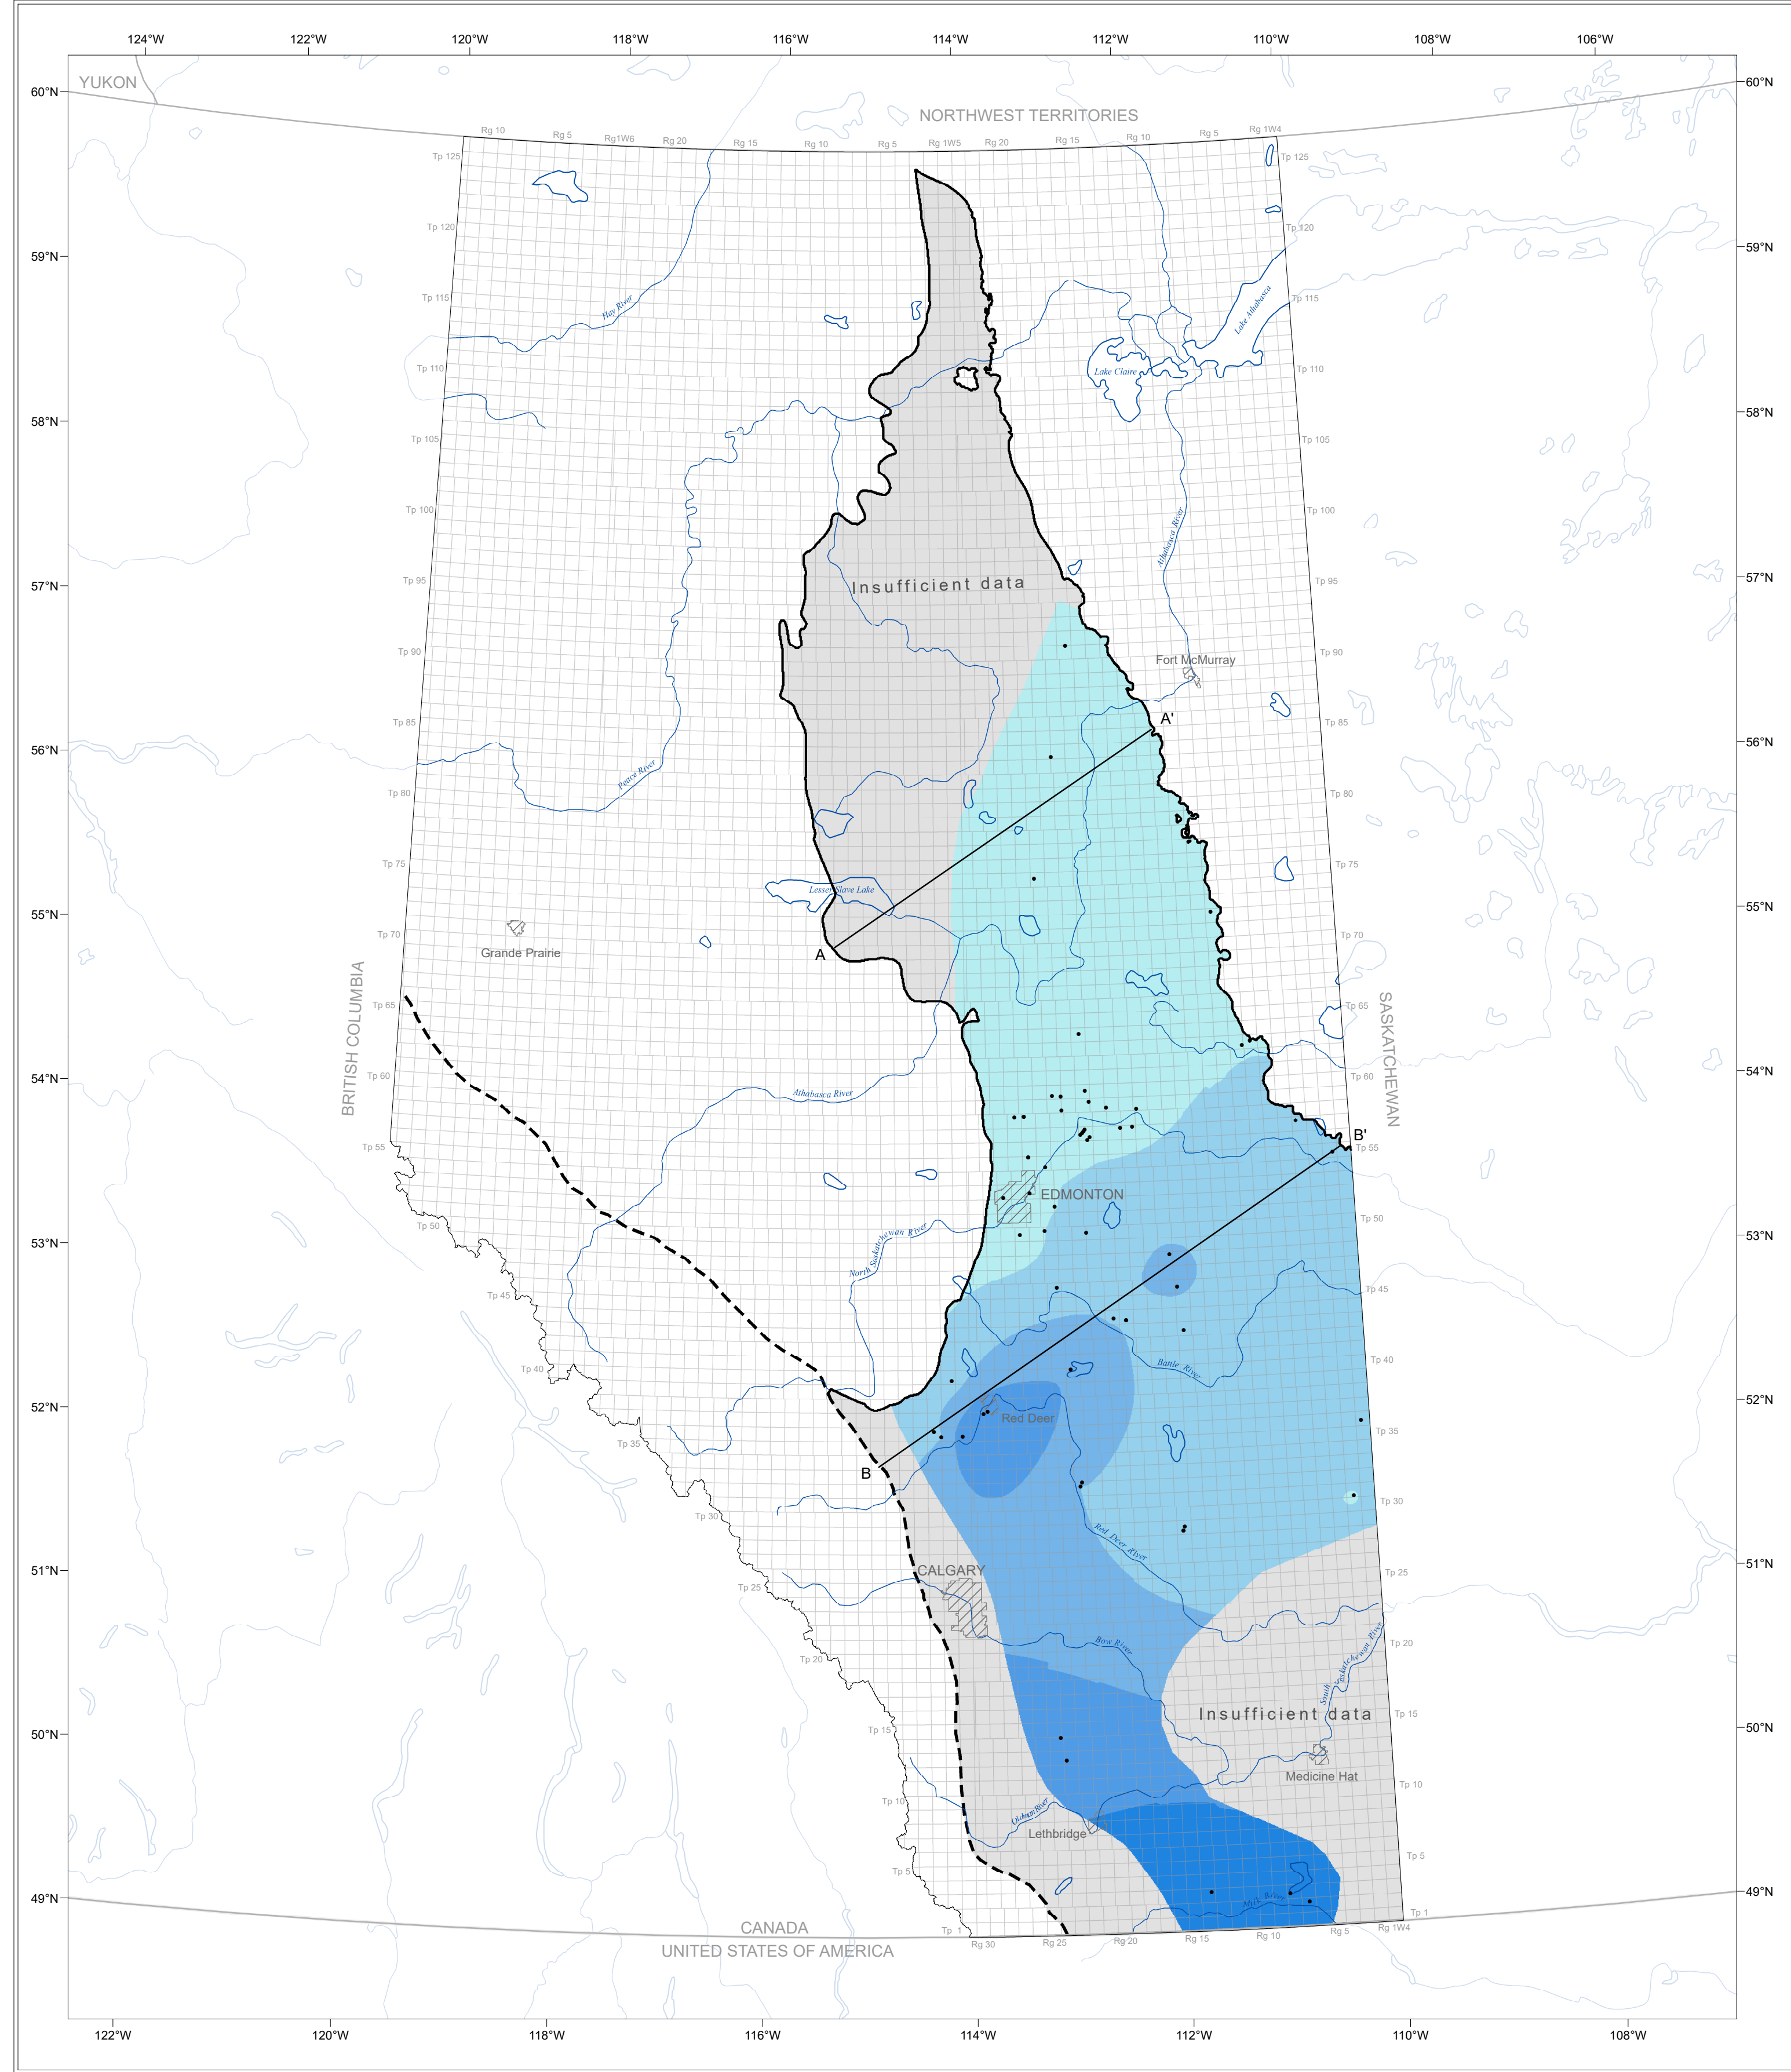 124°W 122°W 120°W 118°W 116°W 114°W 112°W 110°W 108°W 106°W
YUKON
60°N 60°N
NORTHWEST TERRITORIES
Rg 10 Rg 5 Rg1W6 Rg 20 Rg 15 Rg 10 Rg 5 Rg 1W5 Rg 20 Rg 15 Rg 10 Rg 5 Rg 1W4
Tp 125 Tp 125
Tp 120 Tp 120
59°N 59°N
Tp 115 Tp 115
Hay River
Lake Athabasca
Tp 110 Tp 110
Lake Claire
58°N 58°N
Tp 105 Tp 105
Tp 100 Tp 100
Athabasca River
57°N 57°N
Tp 95 Tp 95
Insufficient data
Tp 90 Tp 90
Fort McMurray
Tp 85 Tp 85
A'
56°N 56°N
Peace River
Tp 80 Tp 80
Tp 75 Tp 75
Lesser Slave Lake
55°N 55°N
Tp 70 Tp 70
Grande Prairie
A
BRITISH COLUMBIA
SASKATCHEWAN
Tp 65 Tp 65
54°N 54°N
Tp 60 Tp 60
Athabasca River
B'
Tp 55 Tp 55
EDMONTON
Tp 50 Tp 50
53°N 53°N
North Saskatchewan River
Tp 45 Tp 45
Tp 40 Tp 40
Battle River
52°N 52°N
Red Deer
Tp 35 Tp 35
B
Tp 30 Tp 30
Red Deer River
51°N 51°N
CALGARY
Tp 25 Tp 25
Bow River
Tp 20 Tp 20
South Saskatchewan River
Insufficient data
Tp 15 Tp 15
50°N 50°N
Medicine Hat
Tp 10 Tp 10
Oldman River
Lethbridge
Tp 5 Tp 5
49°N 49°N
Milk River
Tp 1 Tp 1
CANADA
Rg 30 Rg 25 Rg 20 Rg 15 Rg 10 Rg 5 Rg 1W4
UNITED STATES OF AMERICA
122°W 120°W 118°W 116°W 114°W 112°W 110°W 108°W